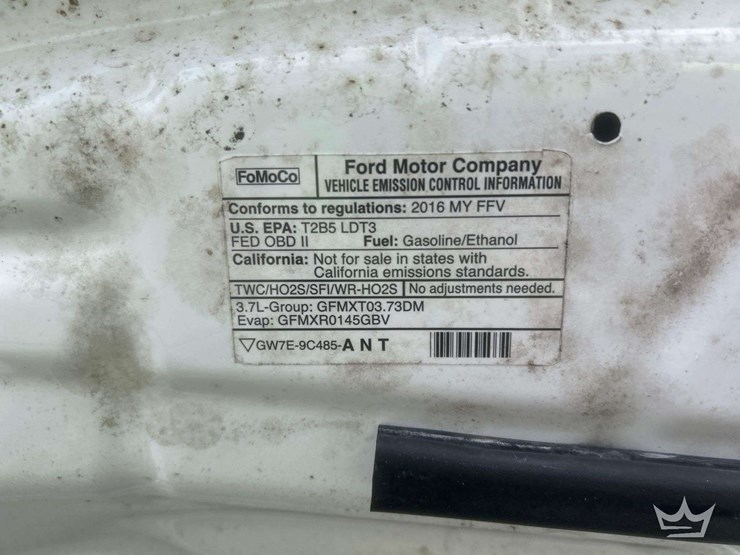 FoMoCo
Ford Motor Company
VEHICLE EMISSION CONTROL INFORMATION
Conforms to regulations: 2016 MY FFV
U.S. EPA: T2B5 LDT3
FED OBD II Fuel: Gasoline/Ethanol
California: Not for sale in states with
California emissions standards.
TWC/HO2S/SFI/WR-HO2S No adjustments needed.
3.7L-Group: GFMXT03.73DM
Evap: GFMXR0145GBV
GW7E-9C485-A N T